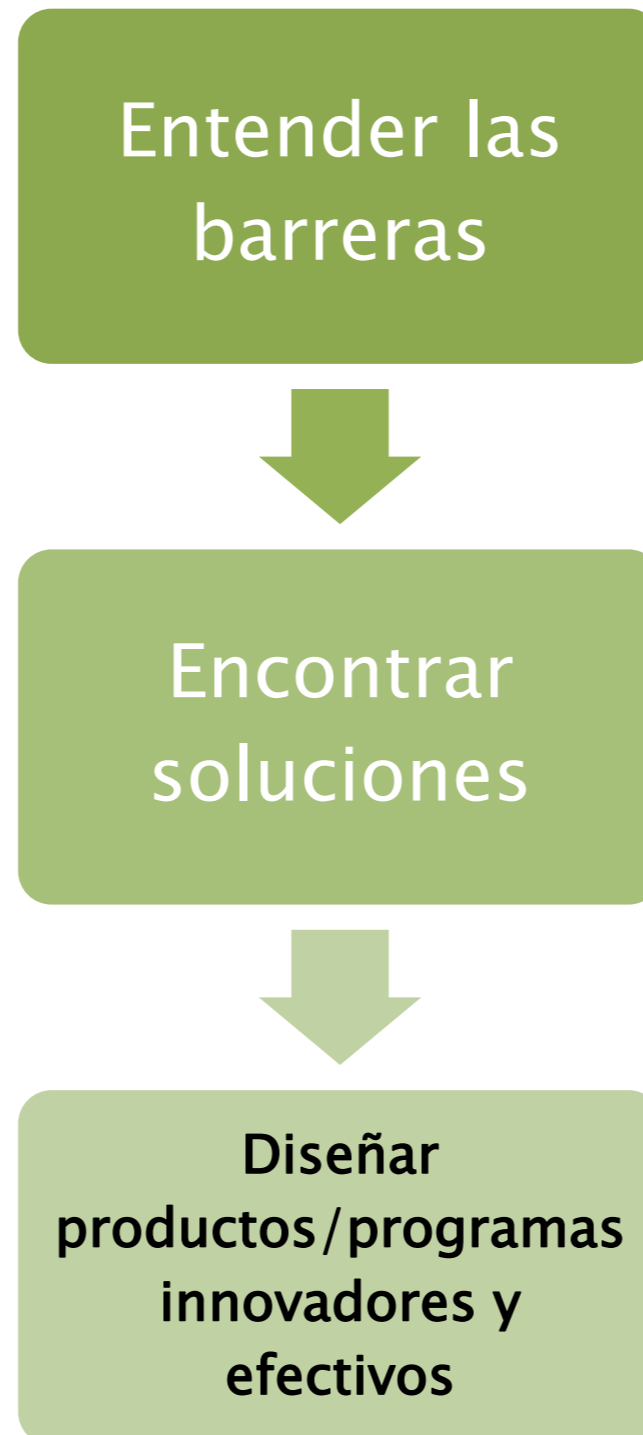 Entender las
barreras
Encontrar
soluciones
Diseñar
productos/programas
innovadores y
efectivos